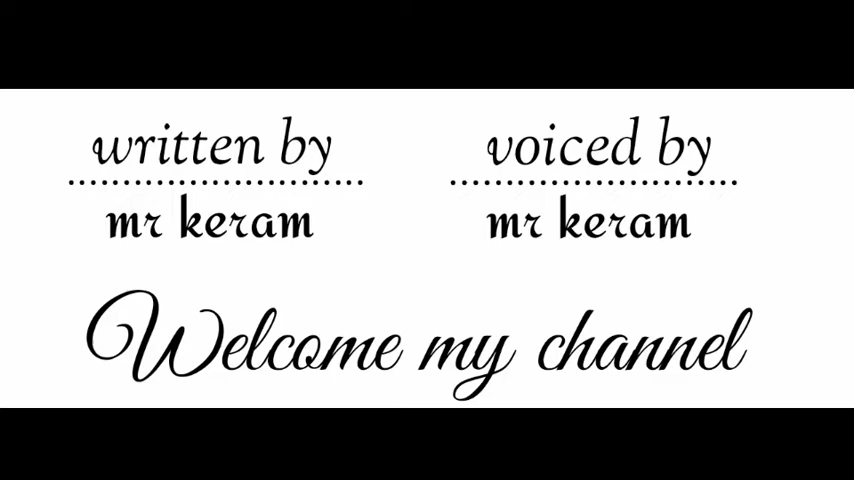 written by
mr keram
voiced by
mr keram
Welcome my channel